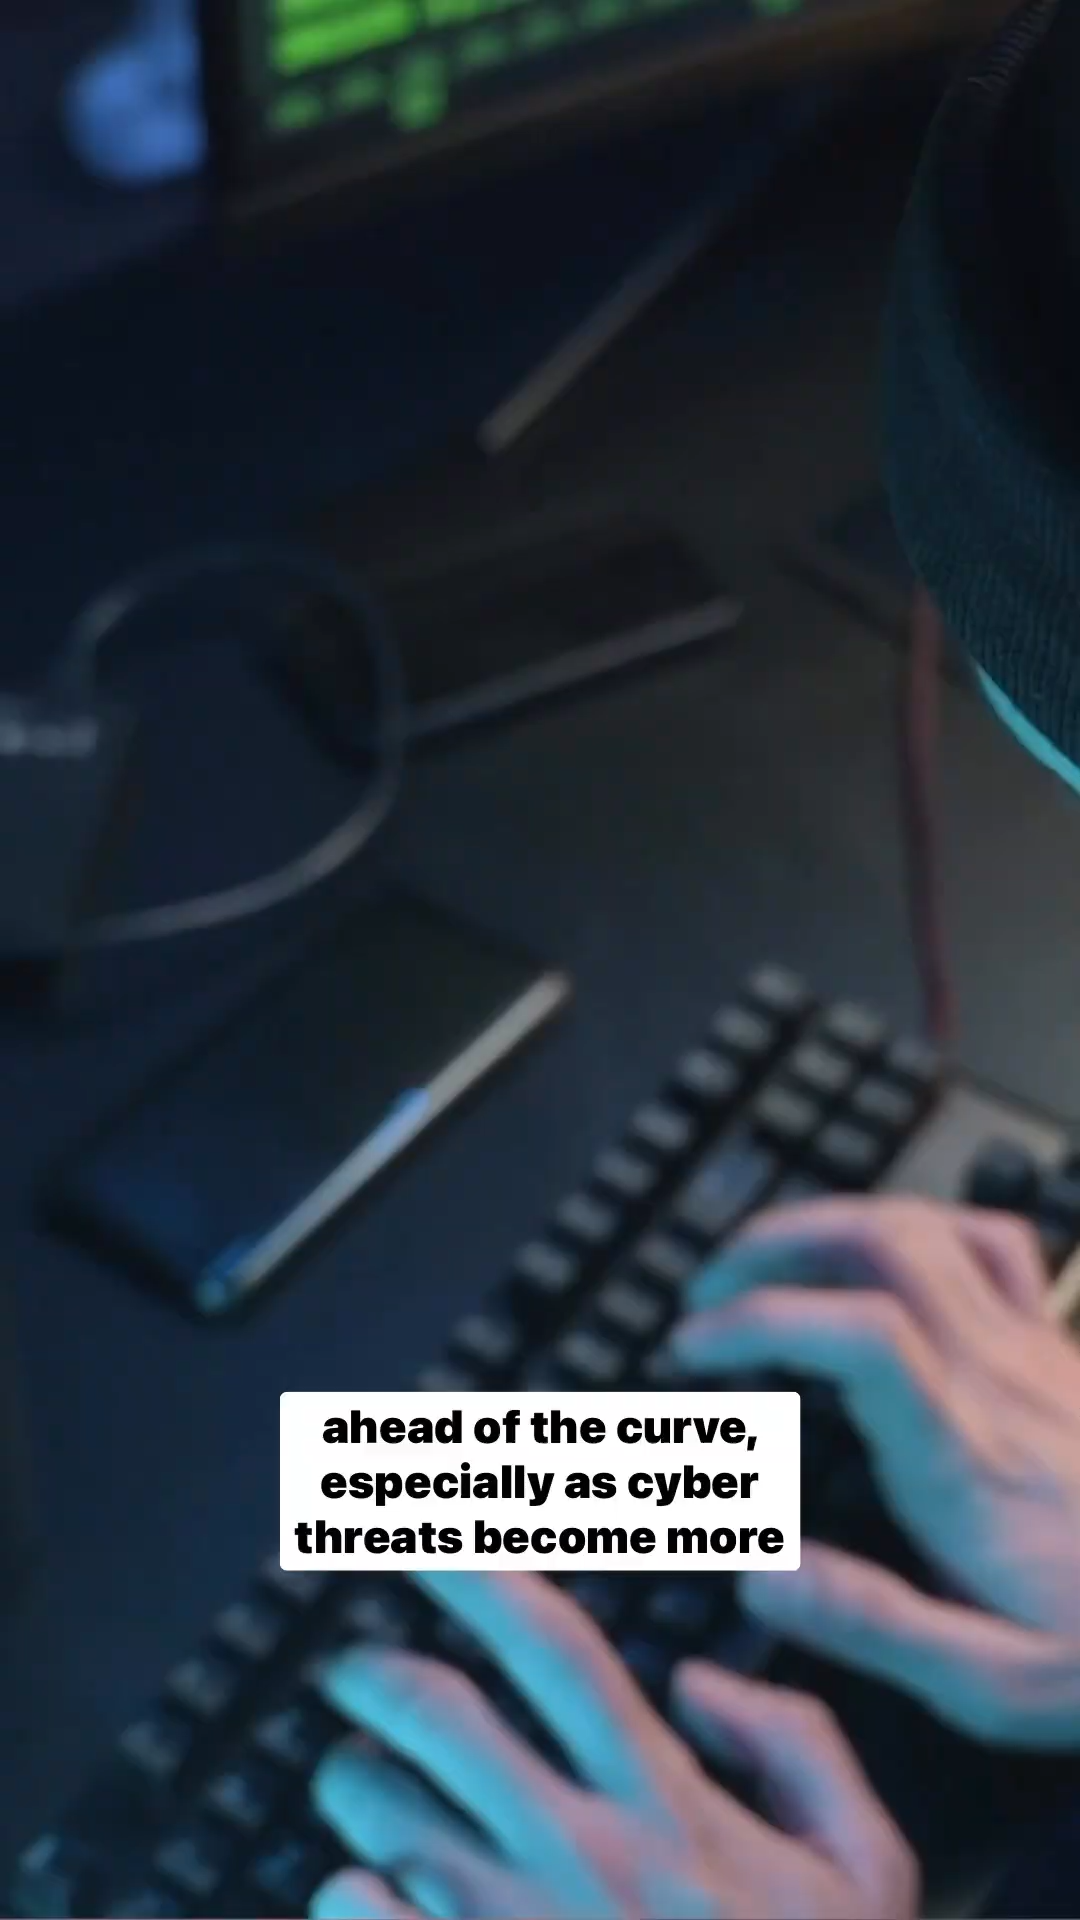 ahead of the curve,
especially as cyber
threats become more